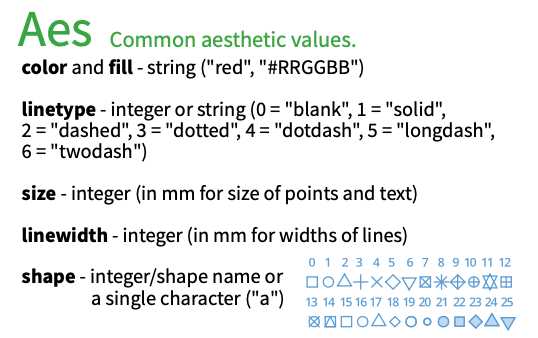 Aes Common aesthetic values.
color and fill - string ("red", "#RRGGBB")
linetype - integer or string (0 = "blank", 1 = "solid",
2 = "dashed", 3 = "dotted", 4 = "dotdash", 5 = "longdash",
6 = "twodash")
size - integer (in mm for size of points and text)
linewidth - integer (in mm for widths of lines)
shape - integer/shape name or
a single character ("a")
0 1 2 3 4 5 6 7 8 9 10 11 12
13 14 15 16 17 18 19 20 21 22 23 24 25